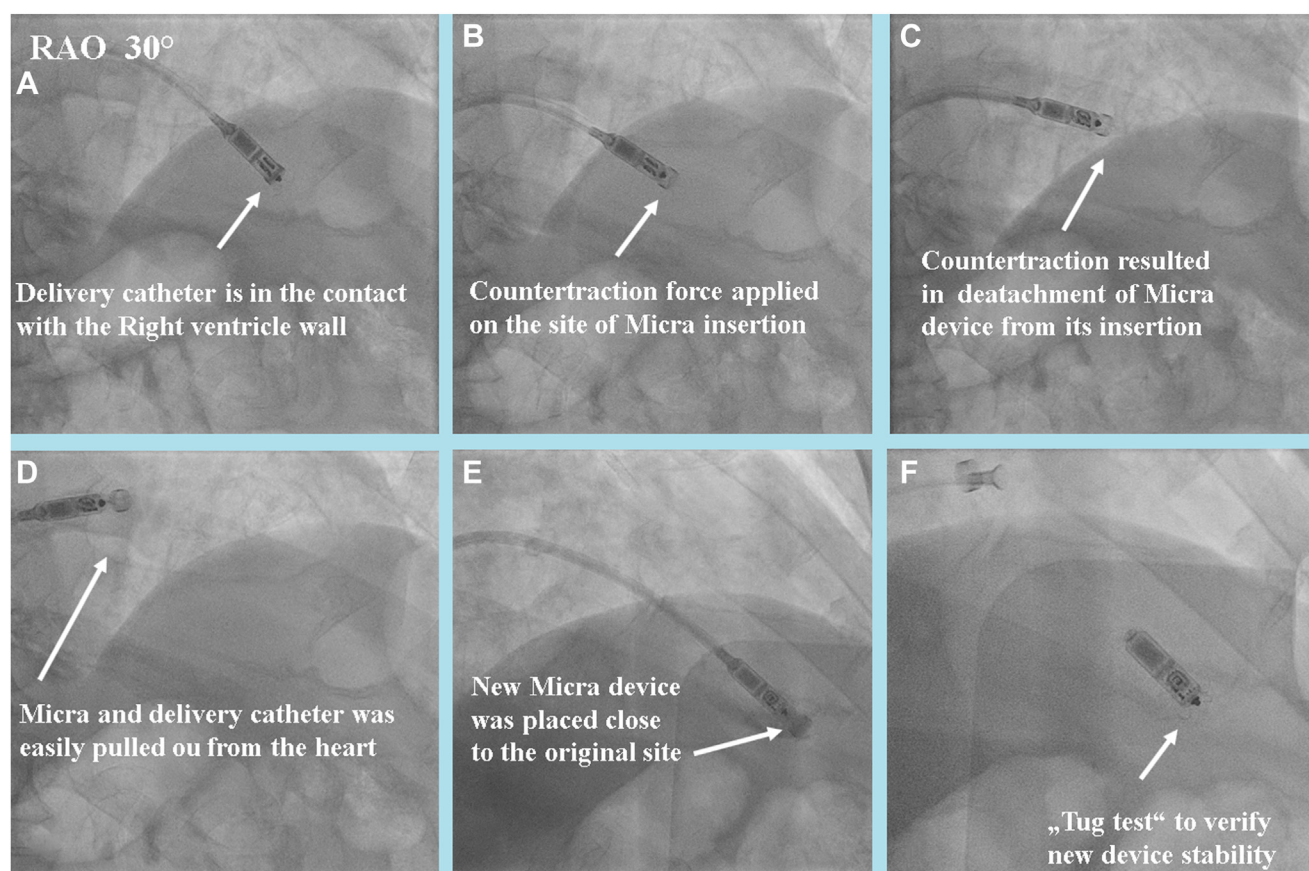 RAO 30°
A
Delivery catheter is in the contact
with the Right ventricle wall
B
Countertraction force applied
on the site of Micra insertion
C
Countertraction resulted
in deatachment of Micra
device from its insertion
D
Micra and delivery catheter was
easily pulled ou from the heart
E
New Micra device
was placed close
to the original site
F
„Tug test“ to verify
new device stability